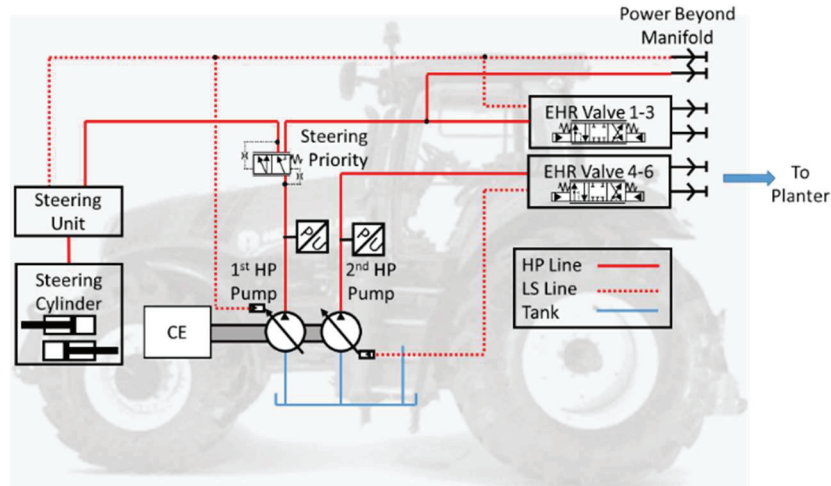 Power Beyond
Manifold
EHR Valve 1-3
Steering
Priority
EHR Valve 4-6
To
Planter
Steering
Unit
P/U
P/U
1st HP
Pump
2nd HP
Pump
HP Line
LS Line
Tank
Steering
Cylinder
CE